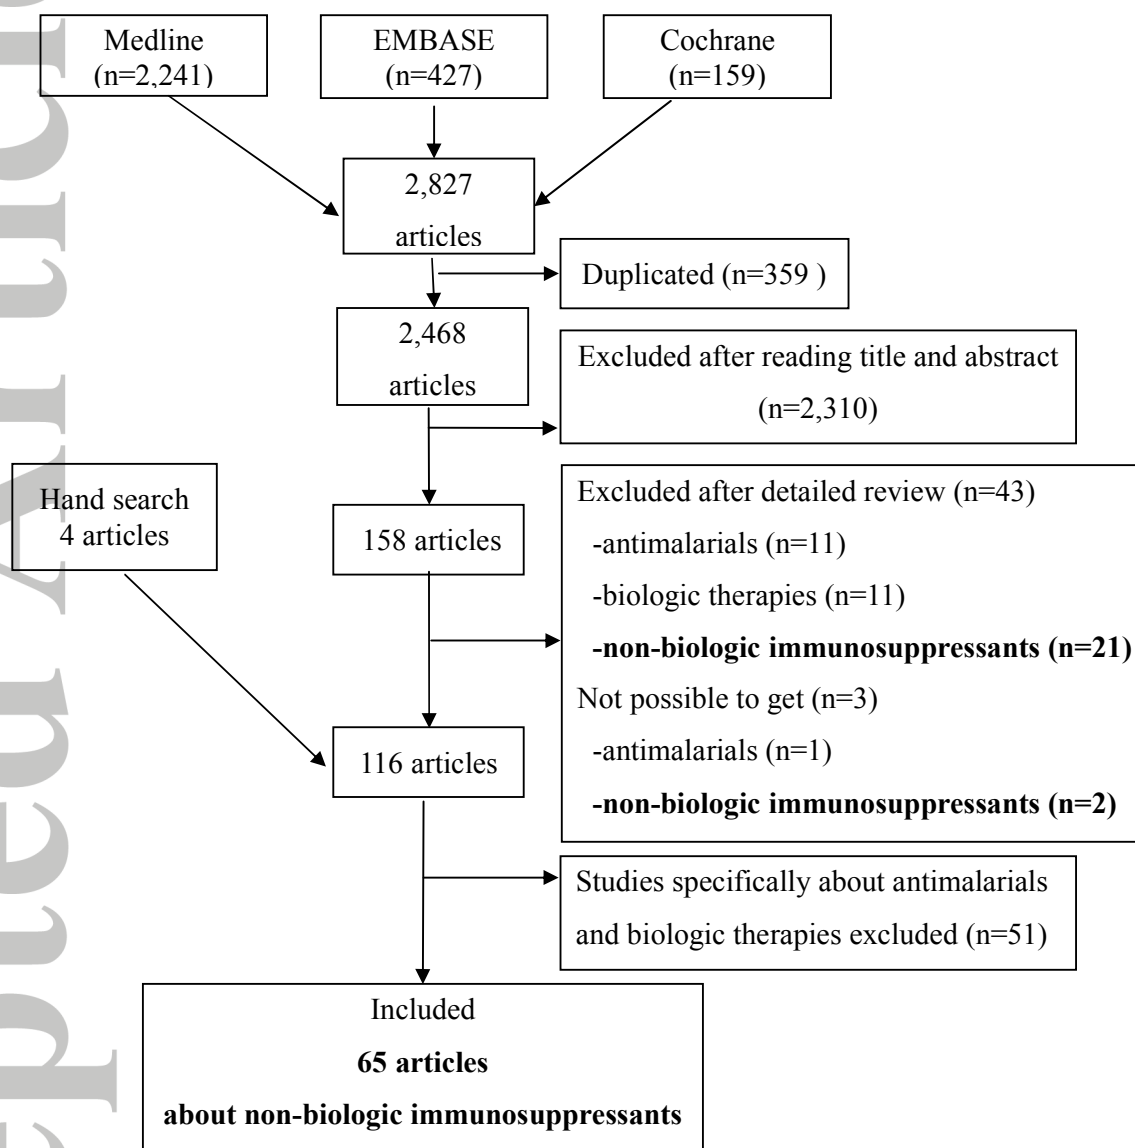 Medline
(n=2,241)
EMBASE
(n=427)
Cochrane
(n=159)
2,827
articles
Duplicated (n=359 )
2,468
articles
Excluded after reading title and abstract
(n=2,310)
Hand search
4 articles
158 articles
Excluded after detailed review (n=43)
-antimalarials (n=11)
-biologic therapies (n=11)
-non-biologic immunosuppressants (n=21)
Not possible to get (n=3)
-antimalarials (n=1)
-non-biologic immunosuppressants (n=2)
116 articles
Studies specifically about antimalarials
and biologic therapies excluded (n=51)
Included
65 articles
about non-biologic immunosuppressants